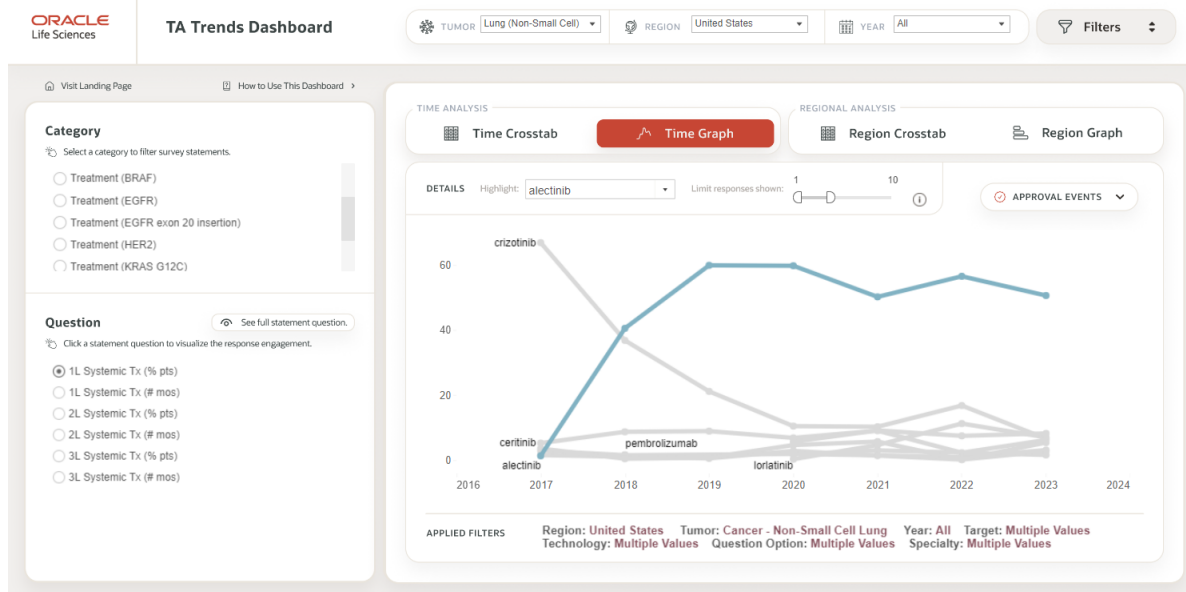 ORACLE
Life Sciences
TA Trends Dashboard
TUMOR Lung (Non-Small Cell)
REGION United States
YEAR All
Filters
Visit Landing Page
How to Use This Dashboard
Category
Select a category to filter survey statements.
Treatment (BRAF)
Treatment (EGFR)
Treatment (EGFR exon 20 insertion)
Treatment (HER2)
Treatment (KRAS G12C)
Question
See full statement question.
Click a statement question to visualize the response engagement.
1L Systemic Tx (% pts)
1L Systemic Tx (# mos)
2L Systemic Tx (% pts)
2L Systemic Tx (# mos)
3L Systemic Tx (% pts)
3L Systemic Tx (# mos)
TIME ANALYSIS
Time Crosstab
Time Graph
REGIONAL ANALYSIS
Region Crosstab
Region Graph
DETAILS
Highlight: alectinib
Limit responses shown:
1 10
APPROVAL EVENTS
crizotinib
60
40
20
ceritinib
pembrolizumab
0
alectinib
lorlatinib
2016 2017 2018 2019 2020 2021 2022 2023 2024
APPLIED FILTERS
Region: United States Tumor: Cancer - Non-Small Cell Lung Year: All Target: Multiple Values
Technology: Multiple Values Question Option: Multiple Values Specialty: Multiple Values